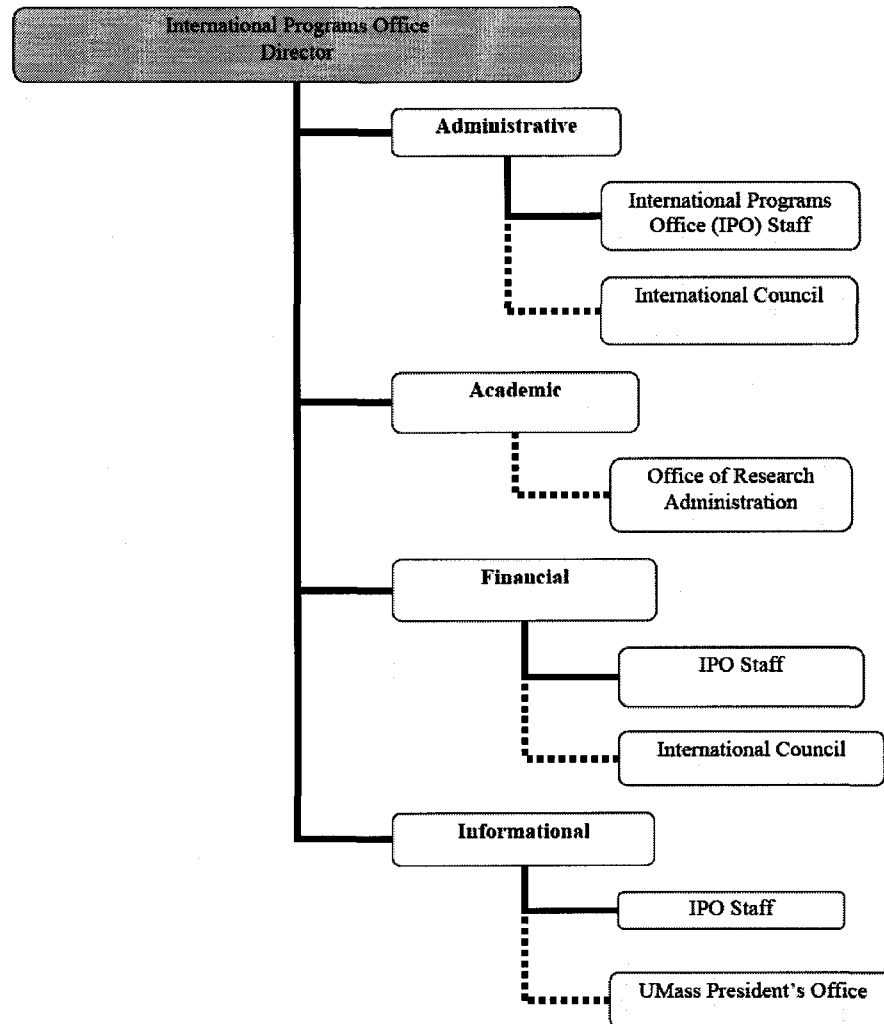 International Programs Office
Director
Administrative
International Programs
Office (IPO) Staff
International Council
Academic
Office of Research
Administration
Financial
IPO Staff
International Council
Informational
IPO Staff
UMass President's Office